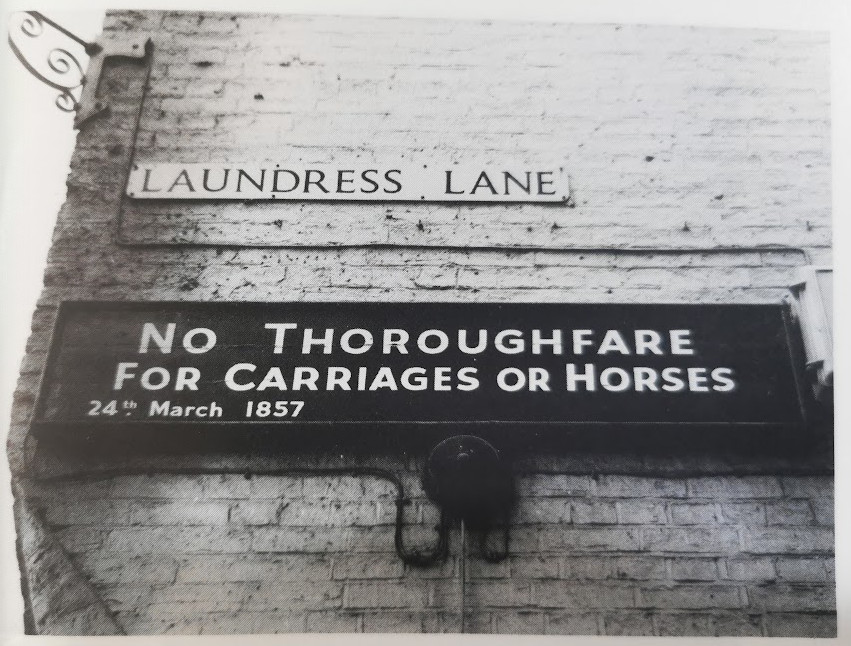 LAUNDRESS LANE
NO THOROUGHFARE
FOR CARRIAGES OR HORSES
24th March 1857